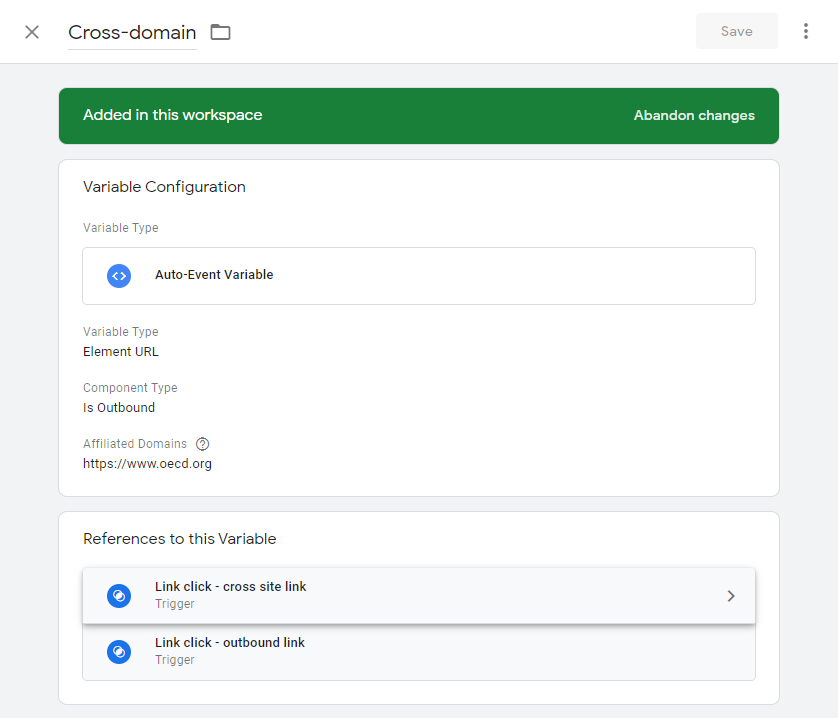 Cross-domain
Save
Added in this workspace
Abandon changes
Variable Configuration
Variable Type
Auto-Event Variable
Variable Type
Element URL
Component Type
Is Outbound
Affiliated Domains
https://www.oecd.org
References to this Variable
Link click - cross site link
Trigger
Link click - outbound link
Trigger